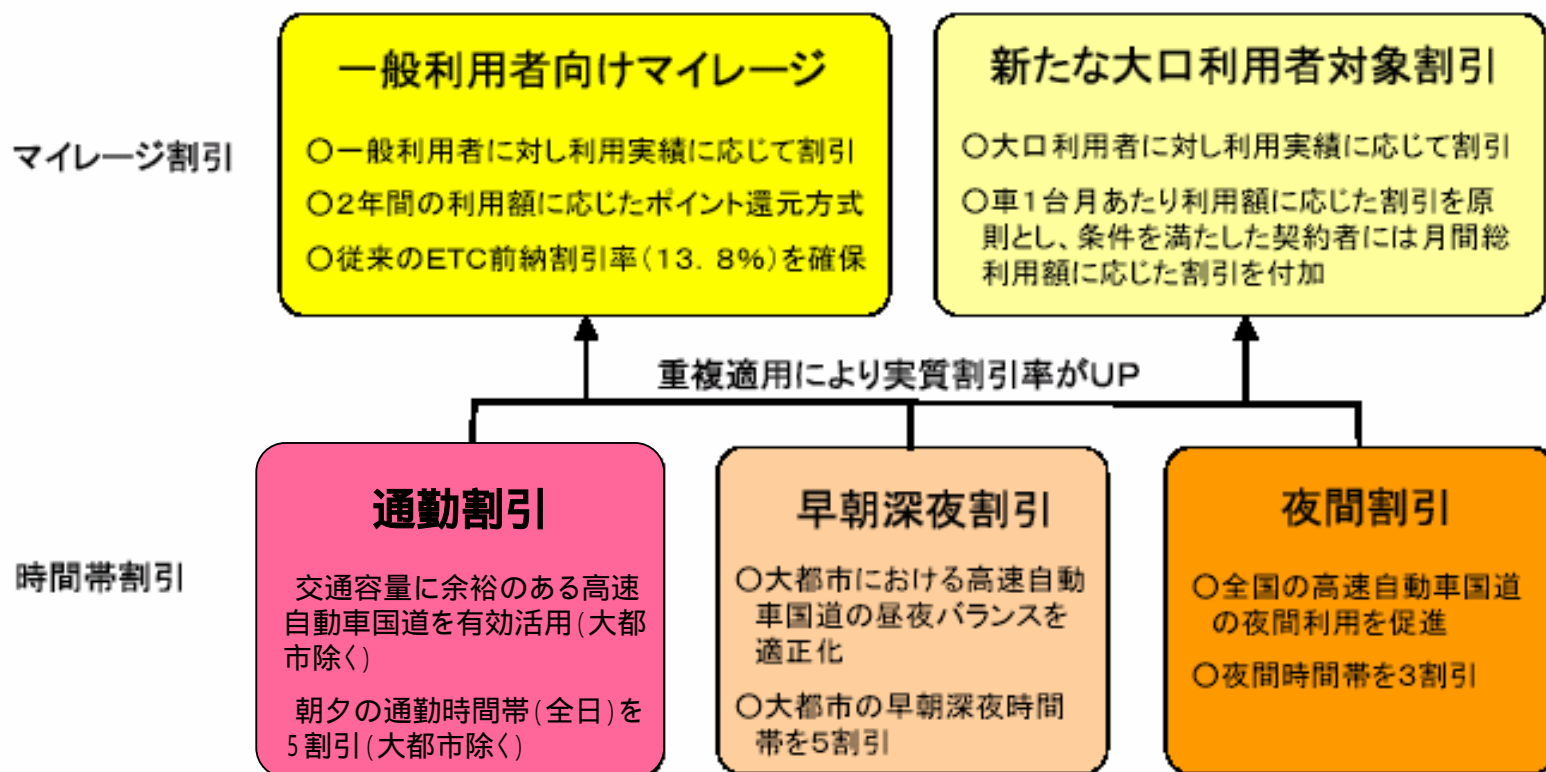 マイレージ割引
一般利用者向けマイレージ
○一般利用者に対し利用実績に応じて割引
○2年間の利用額に応じたポイント還元方式
○従来のETC前納割引率(13.8%)を確保
新たな大口利用者対象割引
○大口利用者に対し利用実績に応じて割引
○車1台月あたり利用額に応じた割引を原
則とし、条件を満たした契約者には月間総
利用額に応じた割引を付加
重複適用により実質割引率がUP
時間帯割引
通勤割引
交通容量に余裕のある高速
自動車国道を有効活用(大都
市除く)
朝夕の通勤時間帯(全日)を
5割引(大都市除く)
早朝深夜割引
○大都市における高速自動
車国道の昼夜バランスを
適正化
○大都市の早朝深夜時間
帯を5割引
夜間割引
○全国の高速自動車国道
の夜間利用を促進
○夜間時間帯を3割引